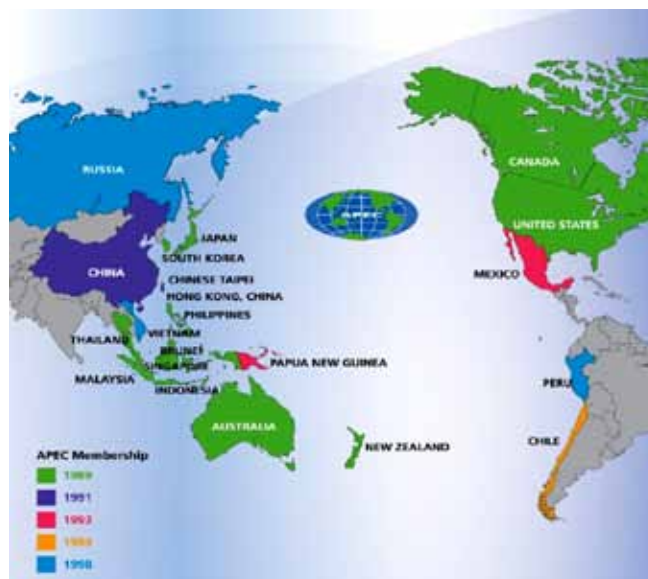 RUSSIA
CANADA
APEC
UNITED STATES
JAPAN
SOUTH KOREA
CHINA
MEXICO
CHINESE TAIPEI
HONG KONG, CHINA
PHILIPPINES
THAILAND
VIETNAM
BRUNEI
SINGAPORE
PAPUA NEW GUINEA
MALAYSIA
INDONESIA
PERU
AUSTRALIA
NEW ZEALAND
CHILE
APEC Membership
1989
1991
1993
1998